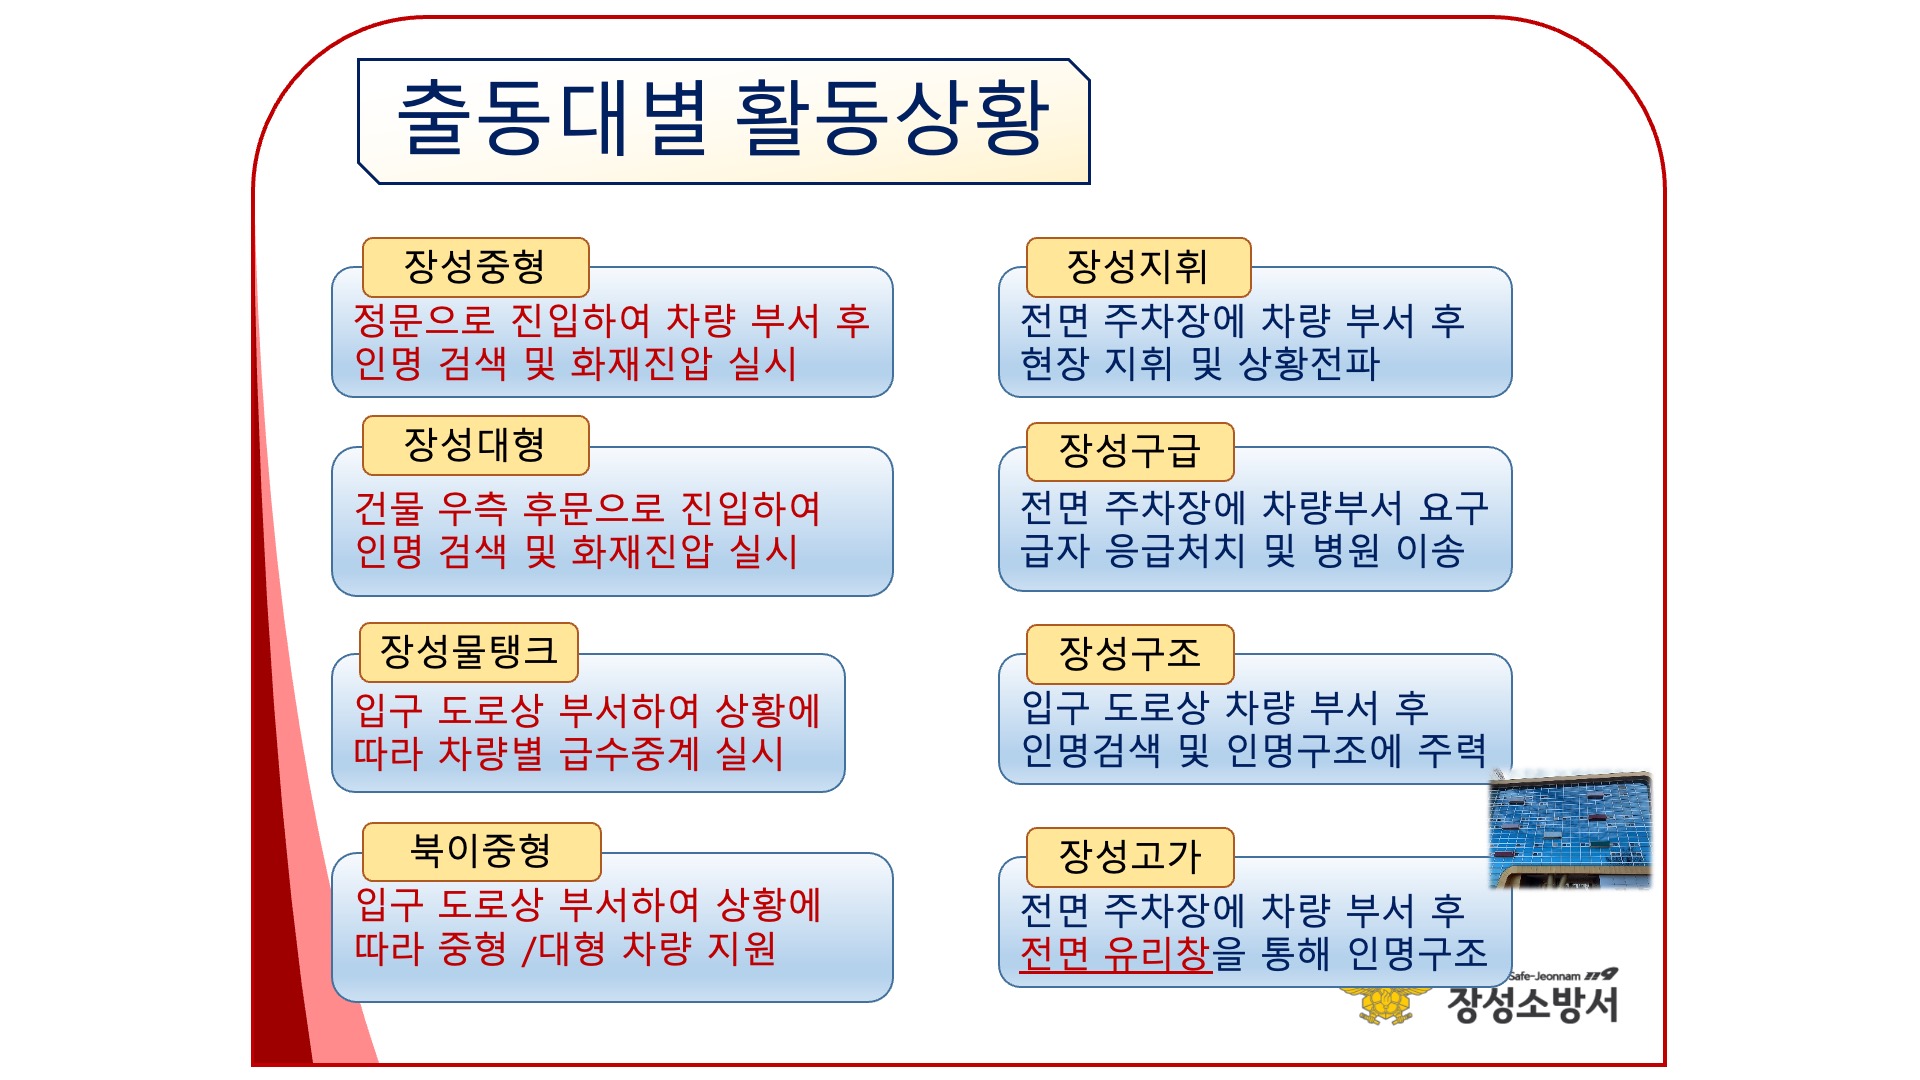 출동대별 활동상황
장성중형
정문으로 진입하여 차량 부서 후
인명 검색 및 화재진압 실시
장성대형
건물 우측 후문으로 진입하여
인명 검색 및 화재진압 실시
장성물탱크
입구 도로상 부서하여 상황에
따라 차량별 급수중계 실시
북이중형
입구 도로상 부서하여 상황에
따라 중형 /대형 차량 지원
장성지휘
전면 주차장에 차량 부서 후
현장 지휘 및 상황전파
장성구급
전면 주차장에 차량부서 요구
급자 응급처치 및 병원 이송
장성구조
입구 도로상 차량 부서 후
인명검색 및 인명구조에 주력
장성고가
전면 주차장에 차량 부서 후
전면 유리창을 통해 인명구조
Safe-Jeonnam 119
장성소방서